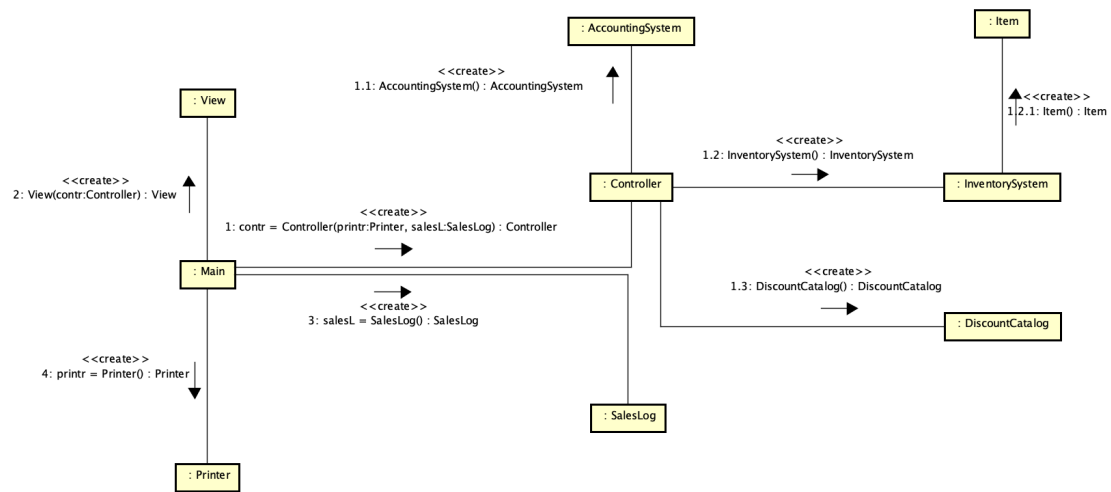 : Item
: AccountingSystem
<<create>>
1.1: AccountingSystem() : AccountingSystem
: View
<<create>>
1.2.1: Item() : Item
<<create>>
1.2: InventorySystem() : InventorySystem
<<create>>
2: View(contr:Controller) : View
: Controller
: InventorySystem
<<create>>
1: contr = Controller(printr:Printer, salesL:SalesLog) : Controller
: Main
<<create>>
1.3: DiscountCatalog() : DiscountCatalog
<<create>>
3: salesL = SalesLog() : SalesLog
: DiscountCatalog
<<create>>
4: printr = Printer() : Printer
: SalesLog
: Printer